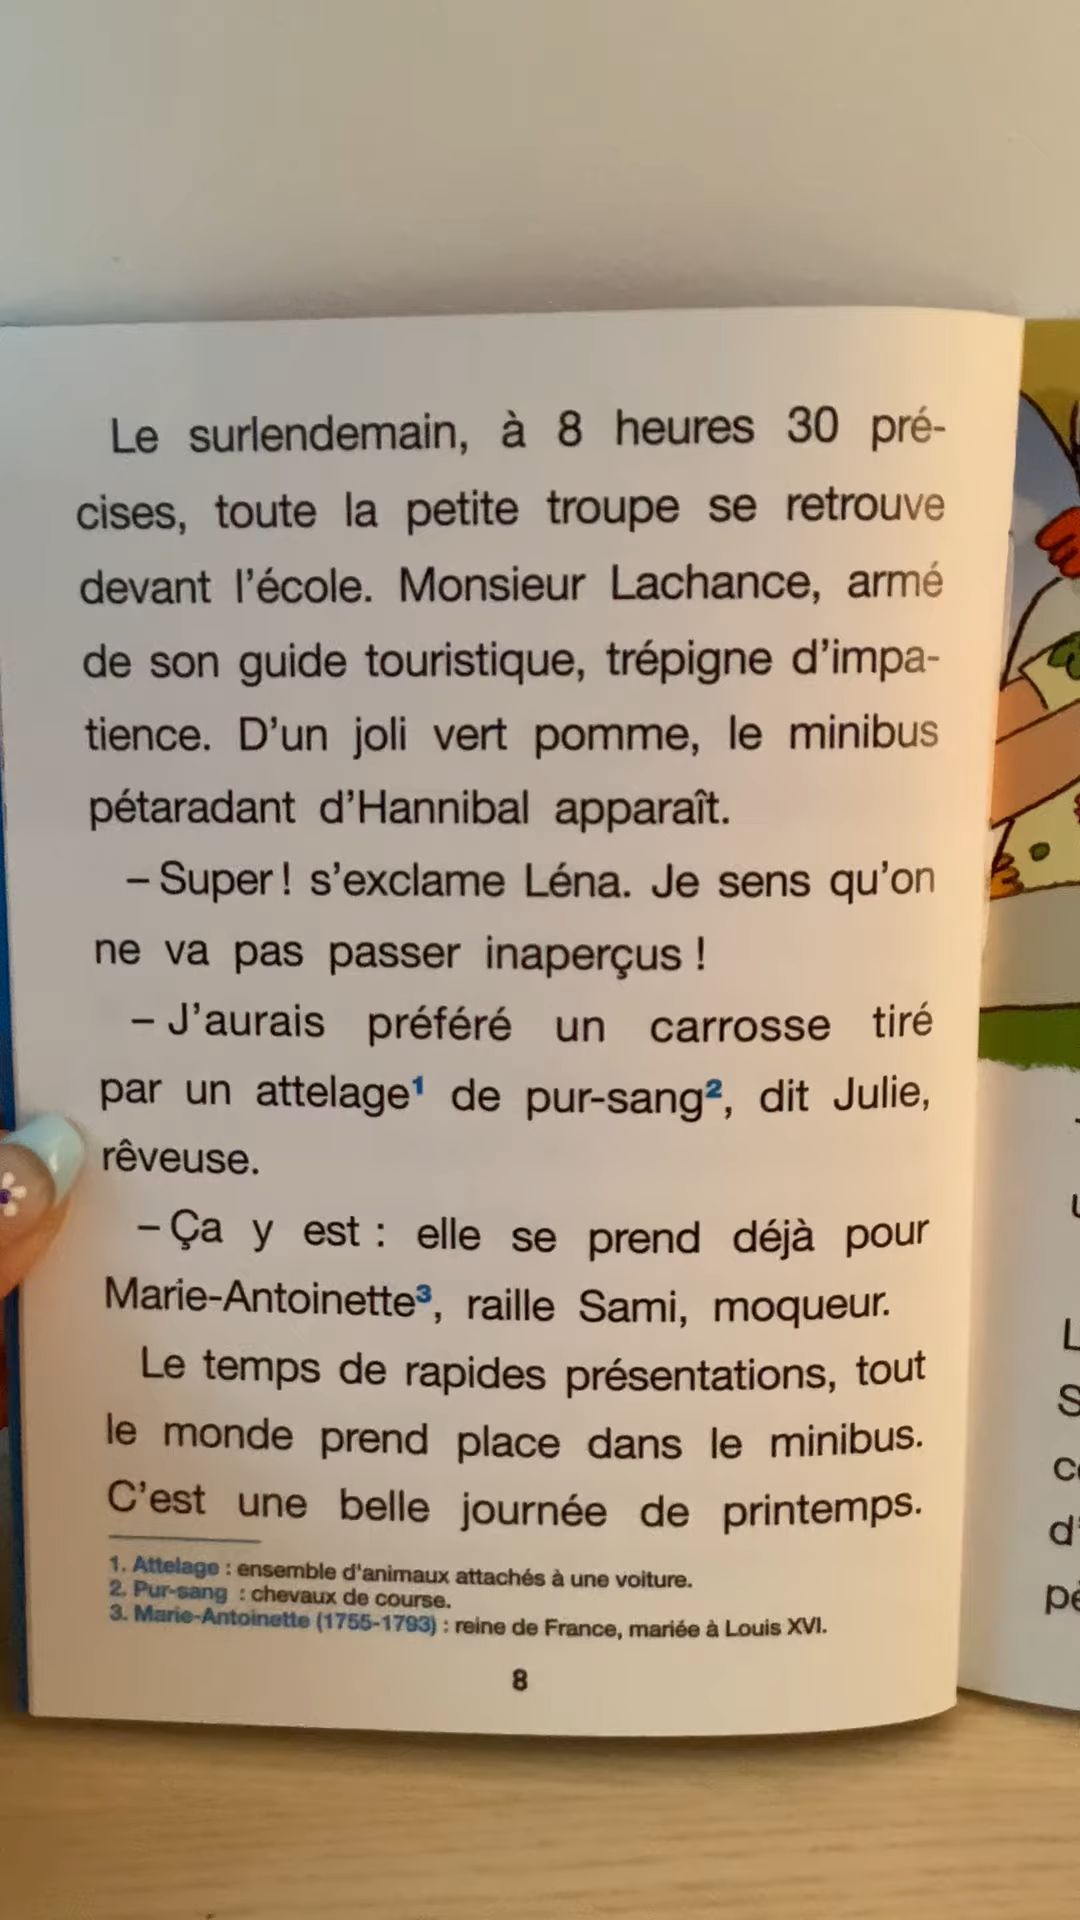 Le surlendemain, à 8 heures 30 pré-
cises, toute la petite troupe se retrouve
devant l'école. Monsieur Lachance, armé
de son guide touristique, trépigne d'impa-
tience. D'un joli vert pomme, le minibus
pétaradant d'Hannibal apparaît.
– Super ! s'exclame Léna. Je sens qu'on
ne va pas passer inaperçus !
– J'aurais préféré un carrosse tiré
par un attelage¹ de pur-sang², dit Julie,
rêveuse.
– Ça y est : elle se prend déjà pour
Marie-Antoinette³, raille Sami, moqueur.
Le temps de rapides présentations, tout
le monde prend place dans le minibus.
C'est une belle journée de printemps.
1. Attelage : ensemble d'animaux attachés à une voiture.
2. Pur-sang : chevaux de course.
3. Marie-Antoinette (1755-1793) : reine de France, mariée à Louis XVI.
8